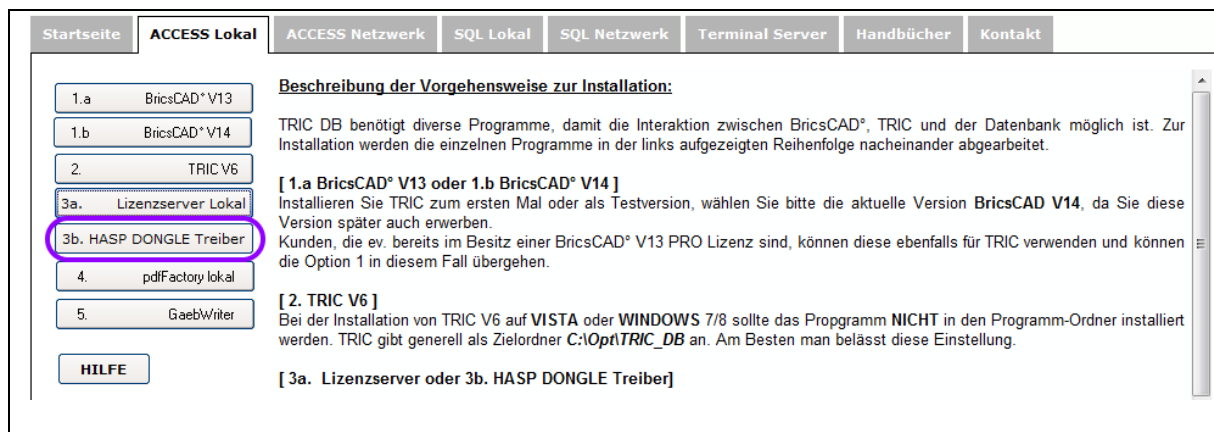 Startseite ACCESS Lokal ACCESS Netzwerk SQL Lokal SQL Netzwerk Terminal Server Handbücher Kontakt
1.a BricsCAD° V13
1.b BricsCAD° V14
2. TRIC V6
3a. Lizenzserver Lokal
3b. HASP DONGLE Treiber
4. pdfFactory lokal
5. GaebWriter
HILFE
Beschreibung der Vorgehensweise zur Installation:
TRIC DB benötigt diverse Programme, damit die Interaktion zwischen BricsCAD°, TRIC und der Datenbank möglich ist. Zur
Installation werden die einzelnen Programme in der links aufgezeigten Reihenfolge nacheinander abgearbeitet.
[ 1.a BricsCAD° V13 oder 1.b BricsCAD° V14 ]
Installieren Sie TRIC zum ersten Mal oder als Testversion, wählen Sie bitte die aktuelle Version BricsCAD V14, da Sie diese
Version später auch erwerben.
Kunden, die ev. bereits im Besitz einer BricsCAD° V13 PRO Lizenz sind, können diese ebenfalls für TRIC verwenden und können
die Option 1 in diesem Fall übergehen.
[ 2. TRIC V6 ]
Bei der Installation von TRIC V6 auf VISTA oder WINDOWS 7/8 sollte das Propgramm NICHT in den Programm-Ordner installiert
werden. TRIC gibt generell als Zielordner C:\Opt\TRIC_DB an. Am Besten man belässt diese Einstellung.
[ 3a. Lizenzserver oder 3b. HASP DONGLE Treiber]